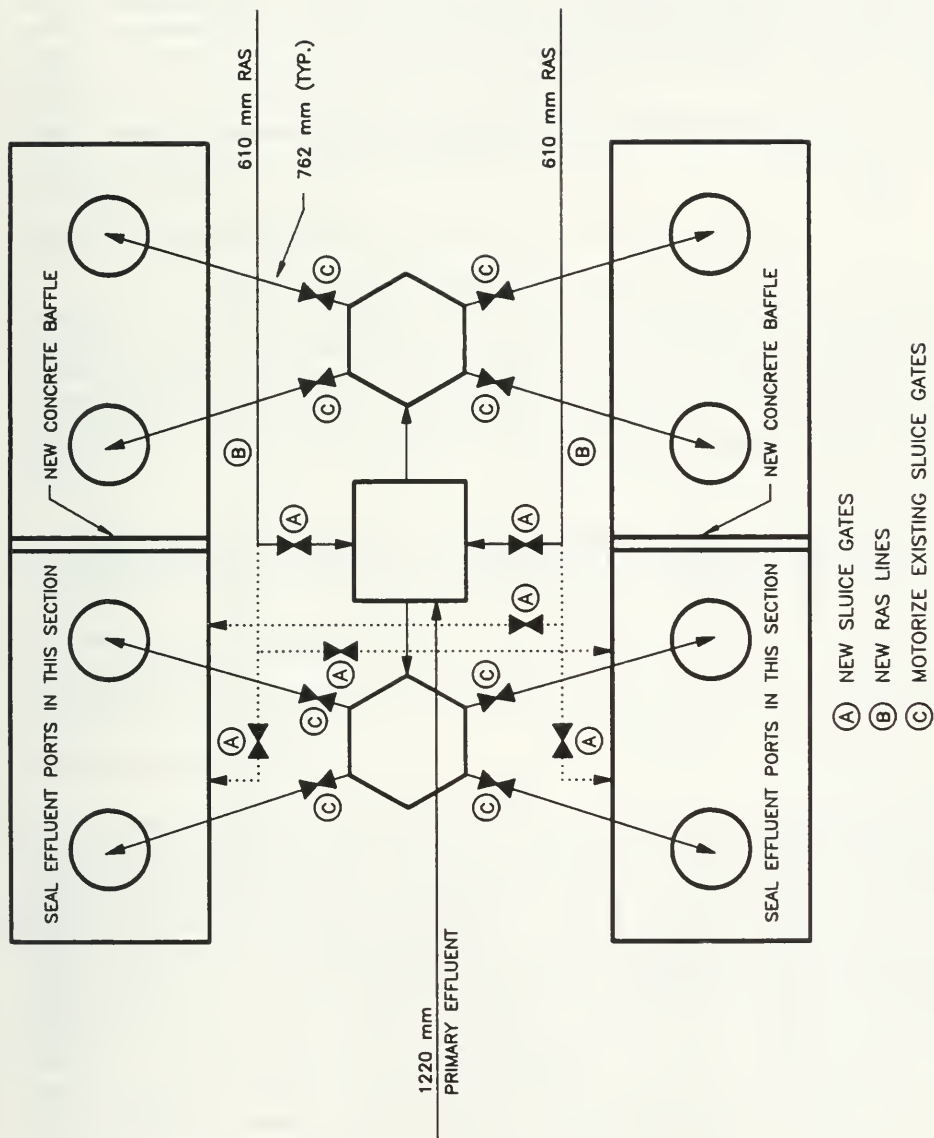 610 mm RAS
762 mm (TYP.)
610 mm RAS
NEW CONCRETE BAFFLE
SEAL EFFLUENT PORTS IN THIS SECTION
C
C
C
C
B
B
A
A
A
A
A
A
C
C
C
C
NEW CONCRETE BAFFLE
SEAL EFFLUENT PORTS IN THIS SECTION
1220 mm
PRIMARY EFFLUENT
A NEW SLUICE GATES
B NEW RAS LINES
C MOTORIZE EXISTING SLUICE GATES